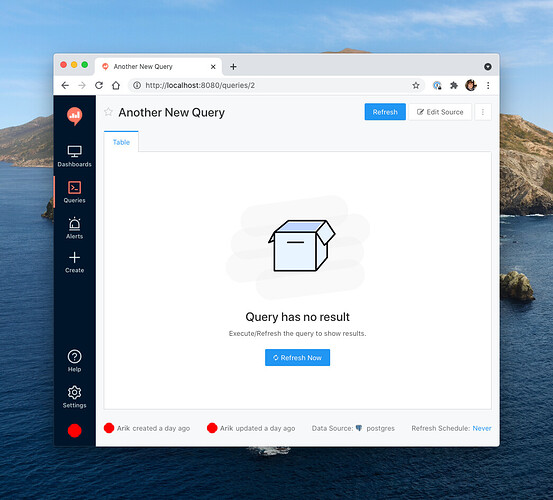 Another New Query
http://localhost:8080/queries/2
Another New Query
Refresh
Edit Source
Dashboards
Queries
Alerts
Create
Help
Settings
Table
Query has no result
Execute/Refresh the query to show results.
Refresh Now
Arik created a day ago
Arik updated a day ago
Data Source: postgres
Refresh Schedule: Never